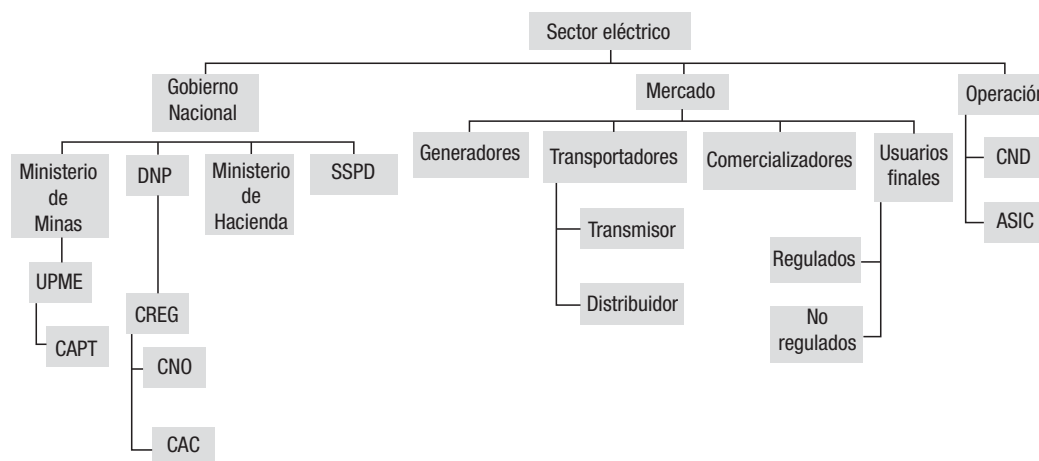 Sector eléctrico
Gobierno
Nacional
Mercado
Operación
Ministerio
de
Minas
DNP
Ministerio
de
Hacienda
SSPD
Generadores
Transportadores
Comercializadores
Usuarios
finales
CND
ASIC
UPME
CAPT
CREG
CNO
CAC
Transmisor
Distribuidor
Regulados
No
regulados